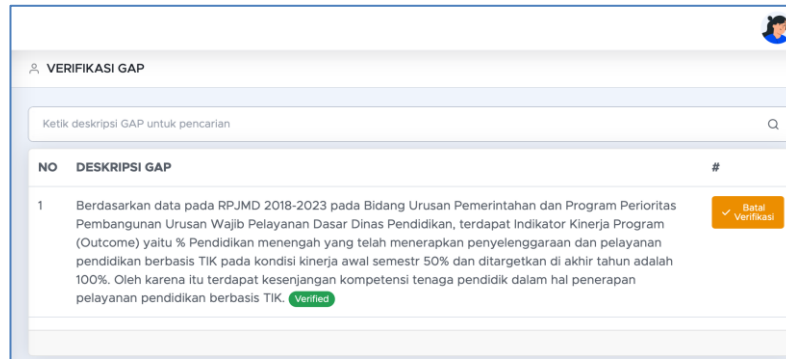 VERIFIKASI GAP
Ketik deskripsi GAP untuk pencarian
NO DESKRIPSI GAP #
1 Berdasarkan data pada RPJMD 2018-2023 pada Bidang Urusan Pemerintahan dan Program Perioritas
Pembangunan Urusan Wajib Pelayanan Dasar Dinas Pendidikan, terdapat Indikator Kinerja Program
(Outcome) yaitu % Pendidikan menengah yang telah menerapkan penyelenggaraan dan pelayanan
pendidikan berbasis TIK pada kondisi kinerja awal semestr 50% dan ditargetkan di akhir tahun adalah
100%. Oleh karena itu terdapat kesenjangan kompetensi tenaga pendidik dalam hal penerapan
pelayanan pendidikan berbasis TIK. Verified
Batal
Verifikasi